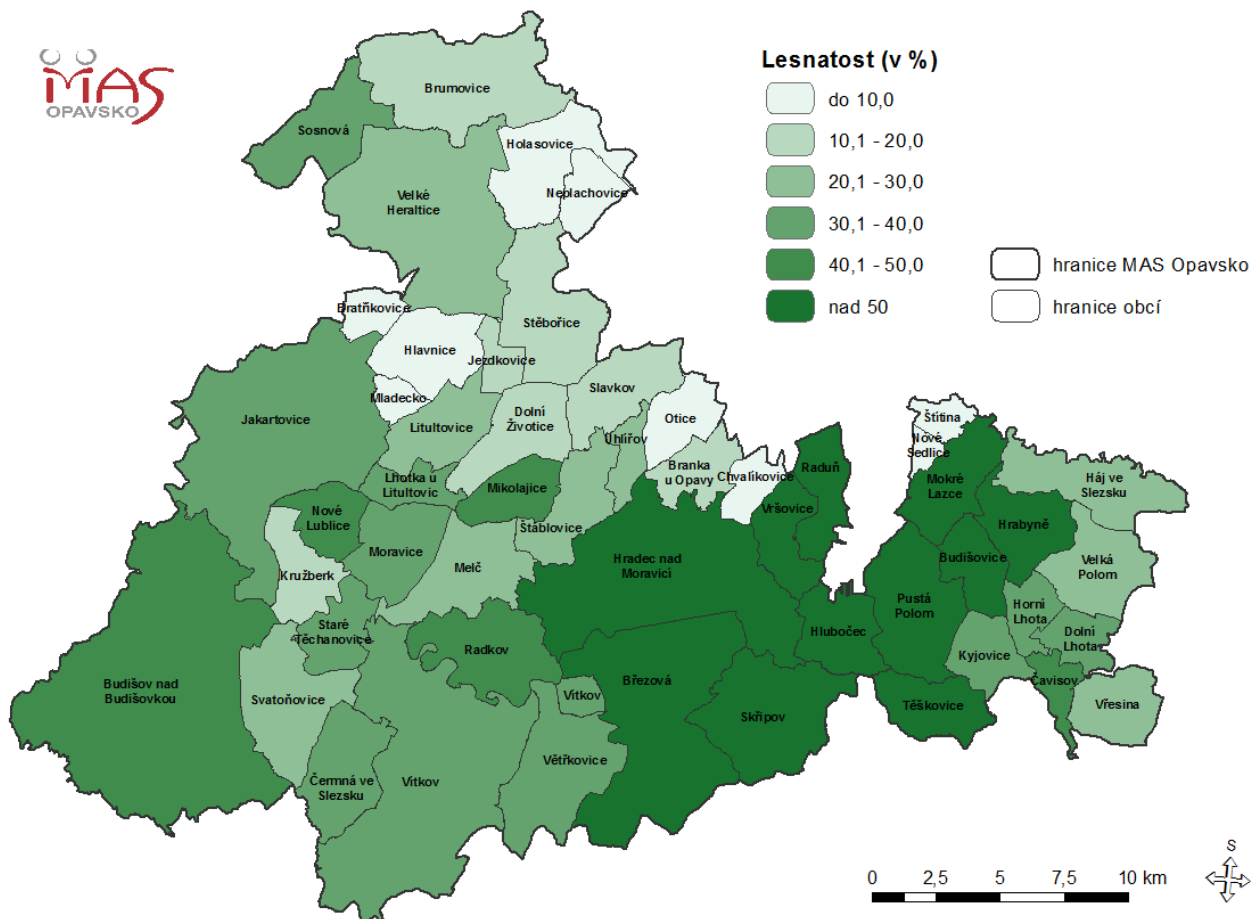 MAS
OPAVSKO
Lesnatost (v %)
do 10,0
10,1 - 20,0
20,1 - 30,0
30,1 - 40,0
40,1 - 50,0
nad 50
hranice MAS Opavsko
hranice obcí
Brumovice
Sosnová
Holasovice
Neplachovice
Velké
Heraltice
Bratříkovice
Stěbořice
Hlavnice
Jezdkovice
Slavkov
Mladecko
Jakartovice
Dolní
Životice
Otice
Štítina
Litultovice
Uhlířov
Nové
Sedlice
Branka
u Opavy
Chvalíkovice
Raduň
Mokré
Lazce
Háj ve
Slezsku
Lhotka u
Litultovic
Mikolajice
Vršovice
Nové
Lublice
Hrabyně
Štáblovice
Moravice
Hradec nad
Moravicí
Budišovice
Melč
Velká
Polom
Kružberk
Pustá
Polom
Horní
Lhota
Staré
Těchanovice
Hlubočec
Dolní
Lhota
Radkov
Kyjovice
Budišov nad
Budišovkou
Březová
Čavisov
Svatoňovice
Vítkov
Těškovice
Vřesina
Skřipov
Větřkovice
Čermná ve
Slezsku
Vítkov
S
0 2,5 5 7,5 10 km